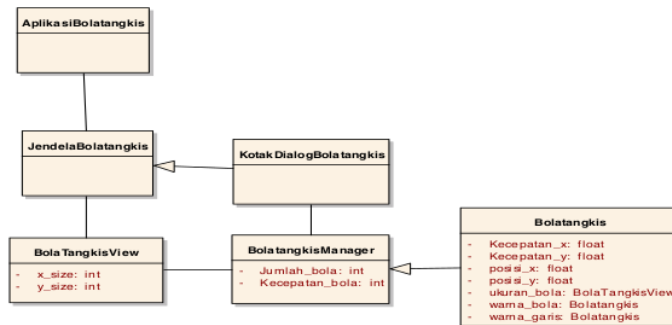 AplikasiBolatangkis
JendelaBolatangkis
KotakDialogBolatangkis
BolaTangkisView
- x_size: int
- y_size: int
BolatangkisManager
- Jumlah_bola: int
- Kecepatan_bola: int
Bolatangkis
- Kecepatan_x: float
- Kecepatan_y: float
- posisi_x: float
- posisi_y: float
- ukuran_bola: BolaTangkisView
- warna_bola: Bolatangkis
- warna_garis: Bolatangkis